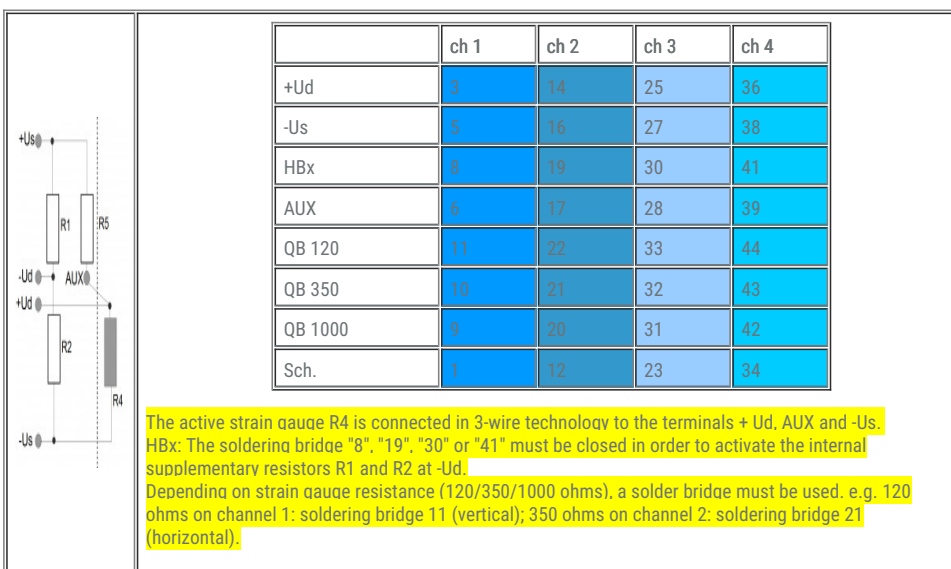 +Us
R1
R5
-Ud
AUX
+Ud
R2
R4
-Us
ch 1 ch 2 ch 3 ch 4
+Ud 3 14 25 36
-Us 5 16 27 38
HBx 8 19 30 41
AUX 6 17 28 39
QB 120 11 22 33 44
QB 350 10 21 32 43
QB 1000 9 20 31 42
Sch. 1 12 23 34
The active strain gauge R4 is connected in 3-wire technology to the terminals + Ud, AUX and -Us.
HBx: The soldering bridge "8", "19", "30" or "41" must be closed in order to activate the internal
supplementary resistors R1 and R2 at -Ud.
Depending on strain gauge resistance (120/350/1000 ohms), a solder bridge must be used. e.g. 120
ohms on channel 1: soldering bridge 11 (vertical); 350 ohms on channel 2: soldering bridge 21
(horizontal).